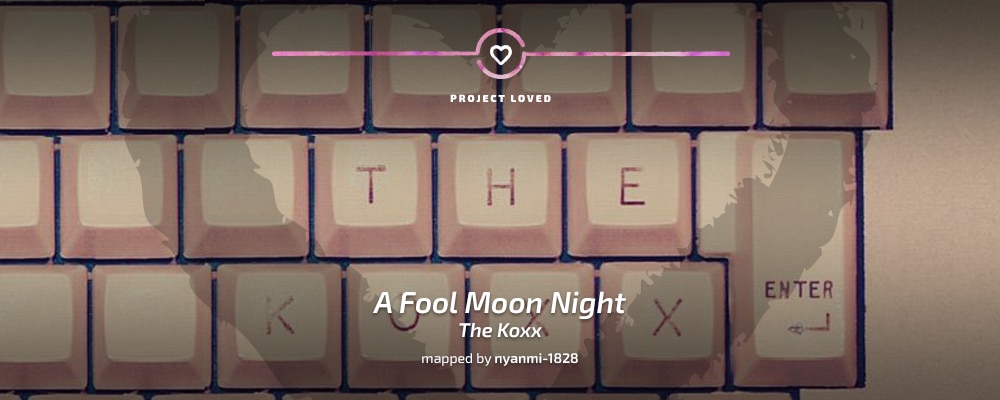 PROJECT LOVED
T H E
ENTER
K O X X
A Fool Moon Night
The Koxx
mapped by nyanmi-1828